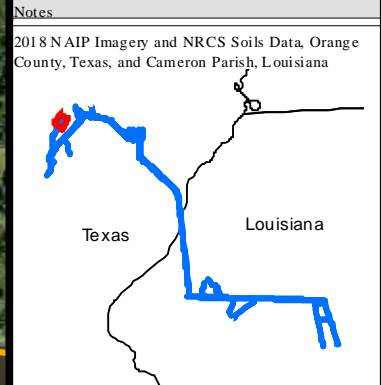 Notes
2018 NAIP Imagery and NRCS Soils Data, Orange
County, Texas, and Cameron Parish, Louisiana
Texas
Louisiana